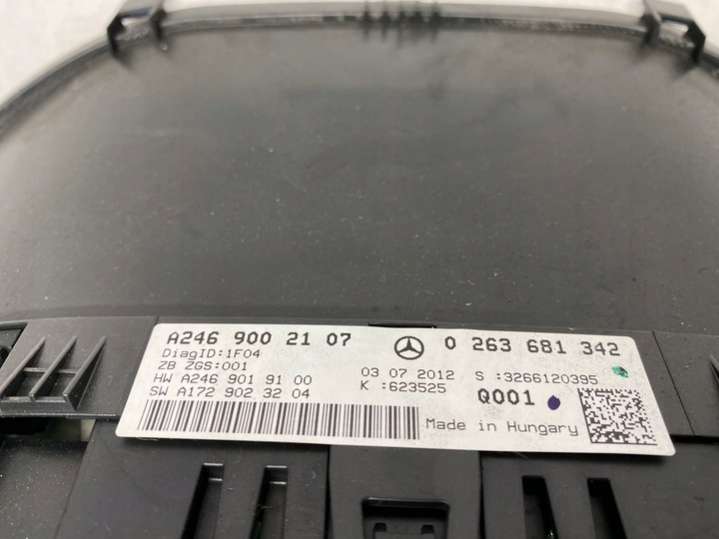 A246 900 21 07 0 263 681 342
DiagID:1F04
ZB ZGS:001
HW A246 901 91 00 03 07 2012 S :3266120395
SW A172 902 32 04 K :623525 Q001
Made in Hungary